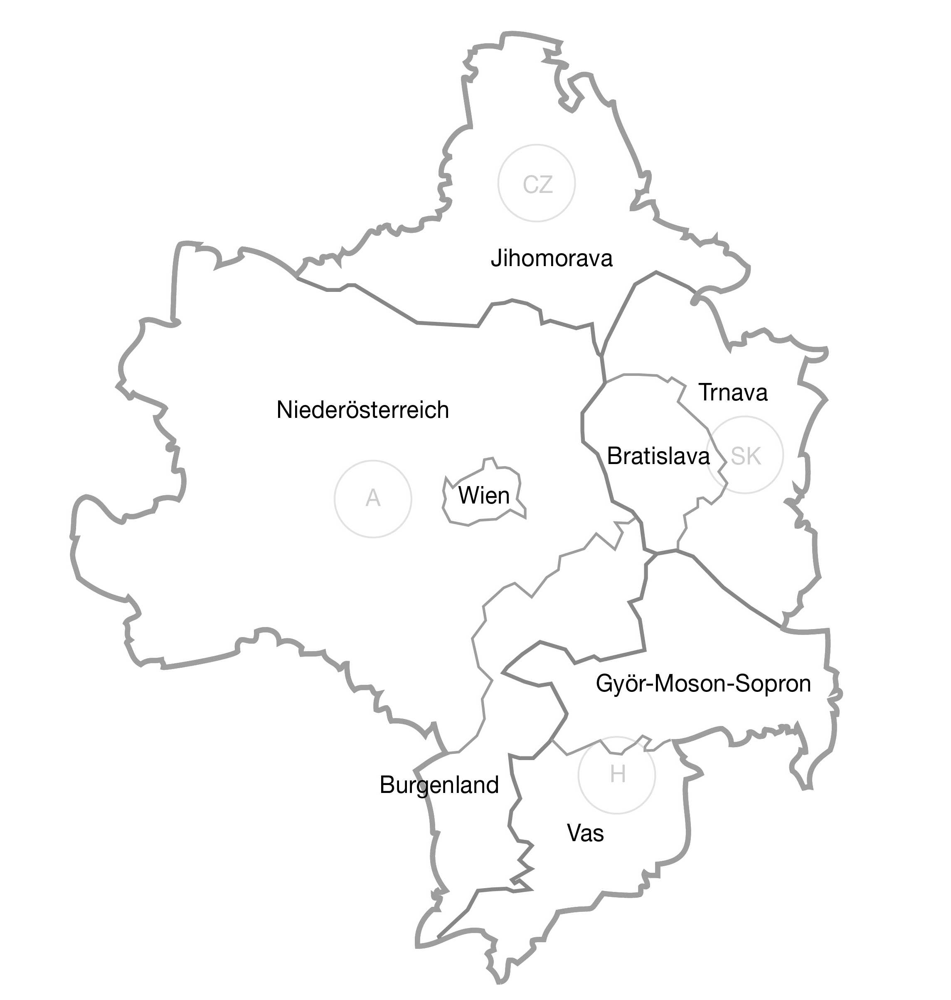 CZ
Jihomorava
Trnava
Niederösterreich
Bratislava
SK
Wien
A
Györ-Moson-Sopron
H
Burgenland
Vas